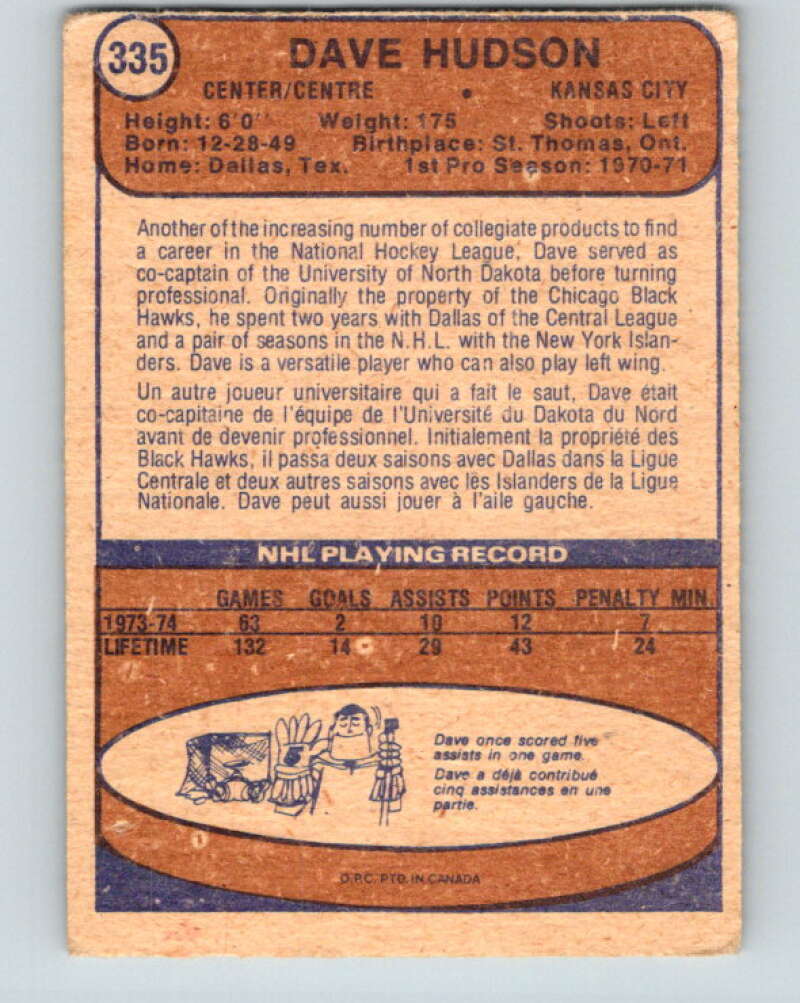 335
DAVE HUDSON
CENTER/CENTRE • KANSAS CITY
Height: 6'0" Weight: 175 Shoots: Left
Born: 12-28-49 Birthplace: St. Thomas, Ont.
Home: Dallas, Tex. 1st Pro Season: 1970-71
Another of the increasing number of collegiate products to find
a career in the National Hockey League, Dave served as
co-captain of the University of North Dakota before turning
professional. Originally the property of the Chicago Black
Hawks, he spent two years with Dallas of the Central League
and a pair of seasons in the N.H.L. with the New York Islan-
ders. Dave is a versatile player who can also play left wing.
Un autre joueur universitaire qui a fait le saut, Dave était
co-capitaine de l'équipe de l'Université du Dakota du Nord
avant de devenir professionnel. Initialement la propriété des
Black Hawks, il passa deux saisons avec Dallas dans la Ligue
Centrale et deux autres saisons avec les Islanders de la Ligue
Nationale. Dave peut aussi jouer à l'aile gauche.
NHL PLAYING RECORD
GAMES GOALS ASSISTS POINTS PENALTY MIN.
1973-74 63 2 10 12 7
LIFETIME 132 14 29 43 24
Dave once scored five
assists in one game.
Dave a déjà contribué
cinq assistances en une
partie.
O.P.C. PTD. IN CANADA